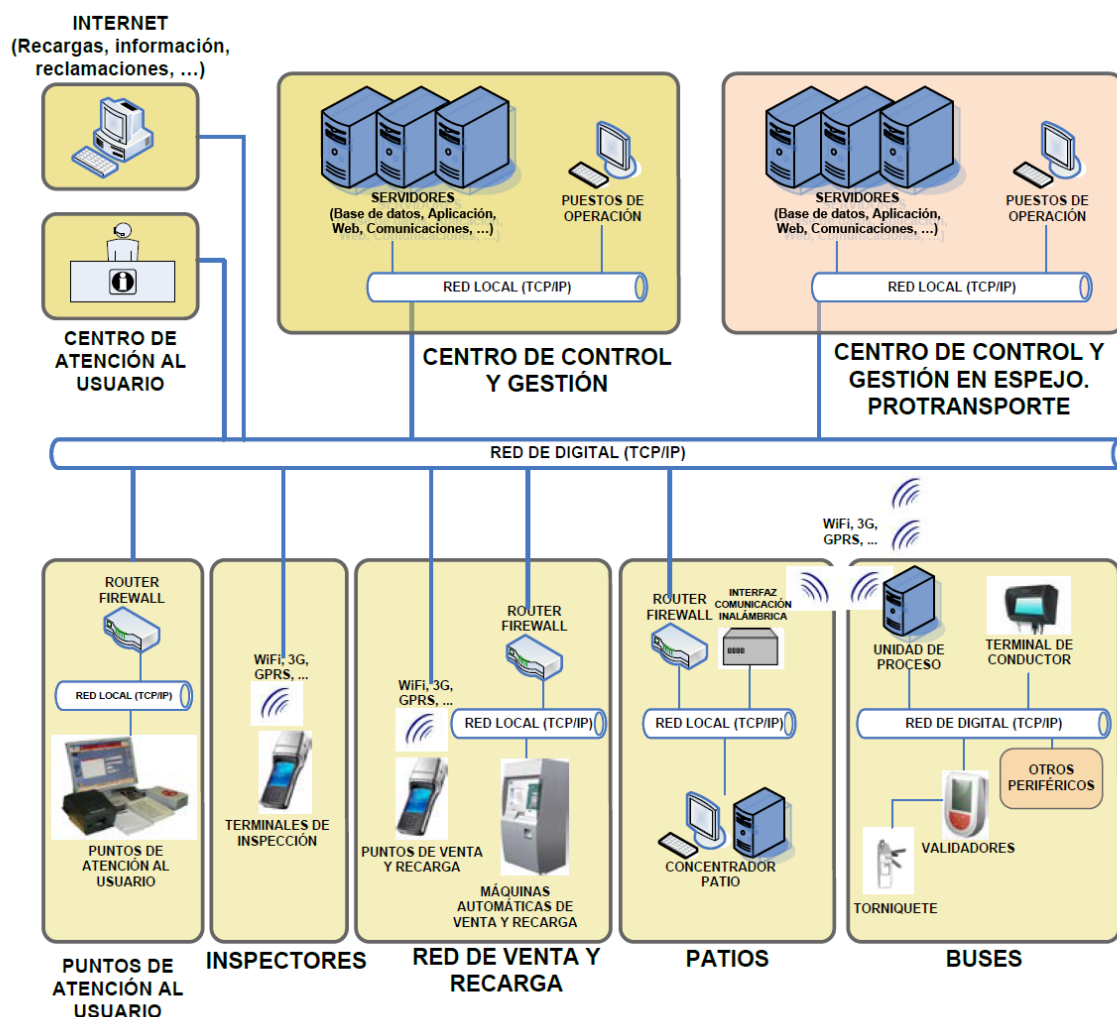 INTERNET
(Recargas, información,
reclamaciones, ...)
CENTRO DE
ATENCIÓN AL
USUARIO
SERVIDORES
(Base de datos, Aplicación,
Web, Comunicaciones, ...)
PUESTOS DE
OPERACIÓN
RED LOCAL (TCP/IP)
CENTRO DE CONTROL
Y GESTIÓN
SERVIDORES
(Base de datos, Aplicación,
Web, Comunicaciones, ...)
PUESTOS DE
OPERACIÓN
RED LOCAL (TCP/IP)
CENTRO DE CONTROL Y
GESTIÓN EN ESPEJO.
PROTRANSPORTE
RED DE DIGITAL (TCP/IP)
ROUTER
FIREWALL
RED LOCAL (TCP/IP)
PUNTOS DE
ATENCIÓN AL
USUARIO
PUNTOS DE
ATENCIÓN AL
USUARIO
WiFi, 3G,
GPRS, ...
TERMINALES DE
INSPECCIÓN
INSPECTORES
WiFi, 3G,
GPRS, ...
PUNTOS DE VENTA
Y RECARGA
ROUTER
FIREWALL
RED LOCAL (TCP/IP)
MÁQUINAS
AUTOMÁTICAS DE
VENTA Y RECARGA
RED DE VENTA Y
RECARGA
ROUTER
FIREWALL
INTERFAZ
COMUNICACIÓN
INALÁMBRICA
RED LOCAL (TCP/IP)
CONCENTRADOR
PATIO
PATIOS
WiFi, 3G,
GPRS, ...
UNIDAD DE
PROCESO
TERMINAL DE
CONDUCTOR
RED DE DIGITAL (TCP/IP)
OTROS
PERIFÉRICOS
VALIDADORES
TORNIQUETE
BUSES